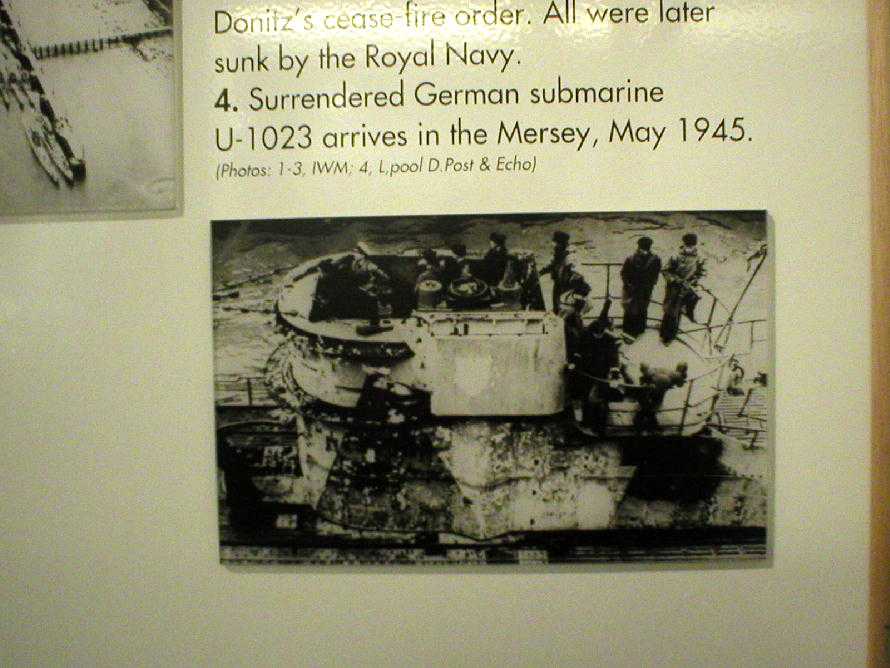 Donitz's cease-fire order. All were later
sunk by the Royal Navy.
4. Surrendered German submarine
U-1023 arrives in the Mersey, May 1945.
(Photos: 1-3, IWM; 4, L,pool D.Post & Echo)